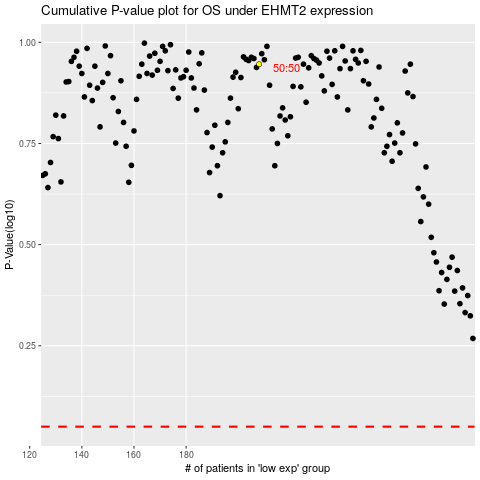 Cumulative P-value plot for OS under EHMT2 expression
1.00
50:50
0.75
P-Value(log10)
0.50
0.25
120 140 160 180
# of patients in 'low exp' group